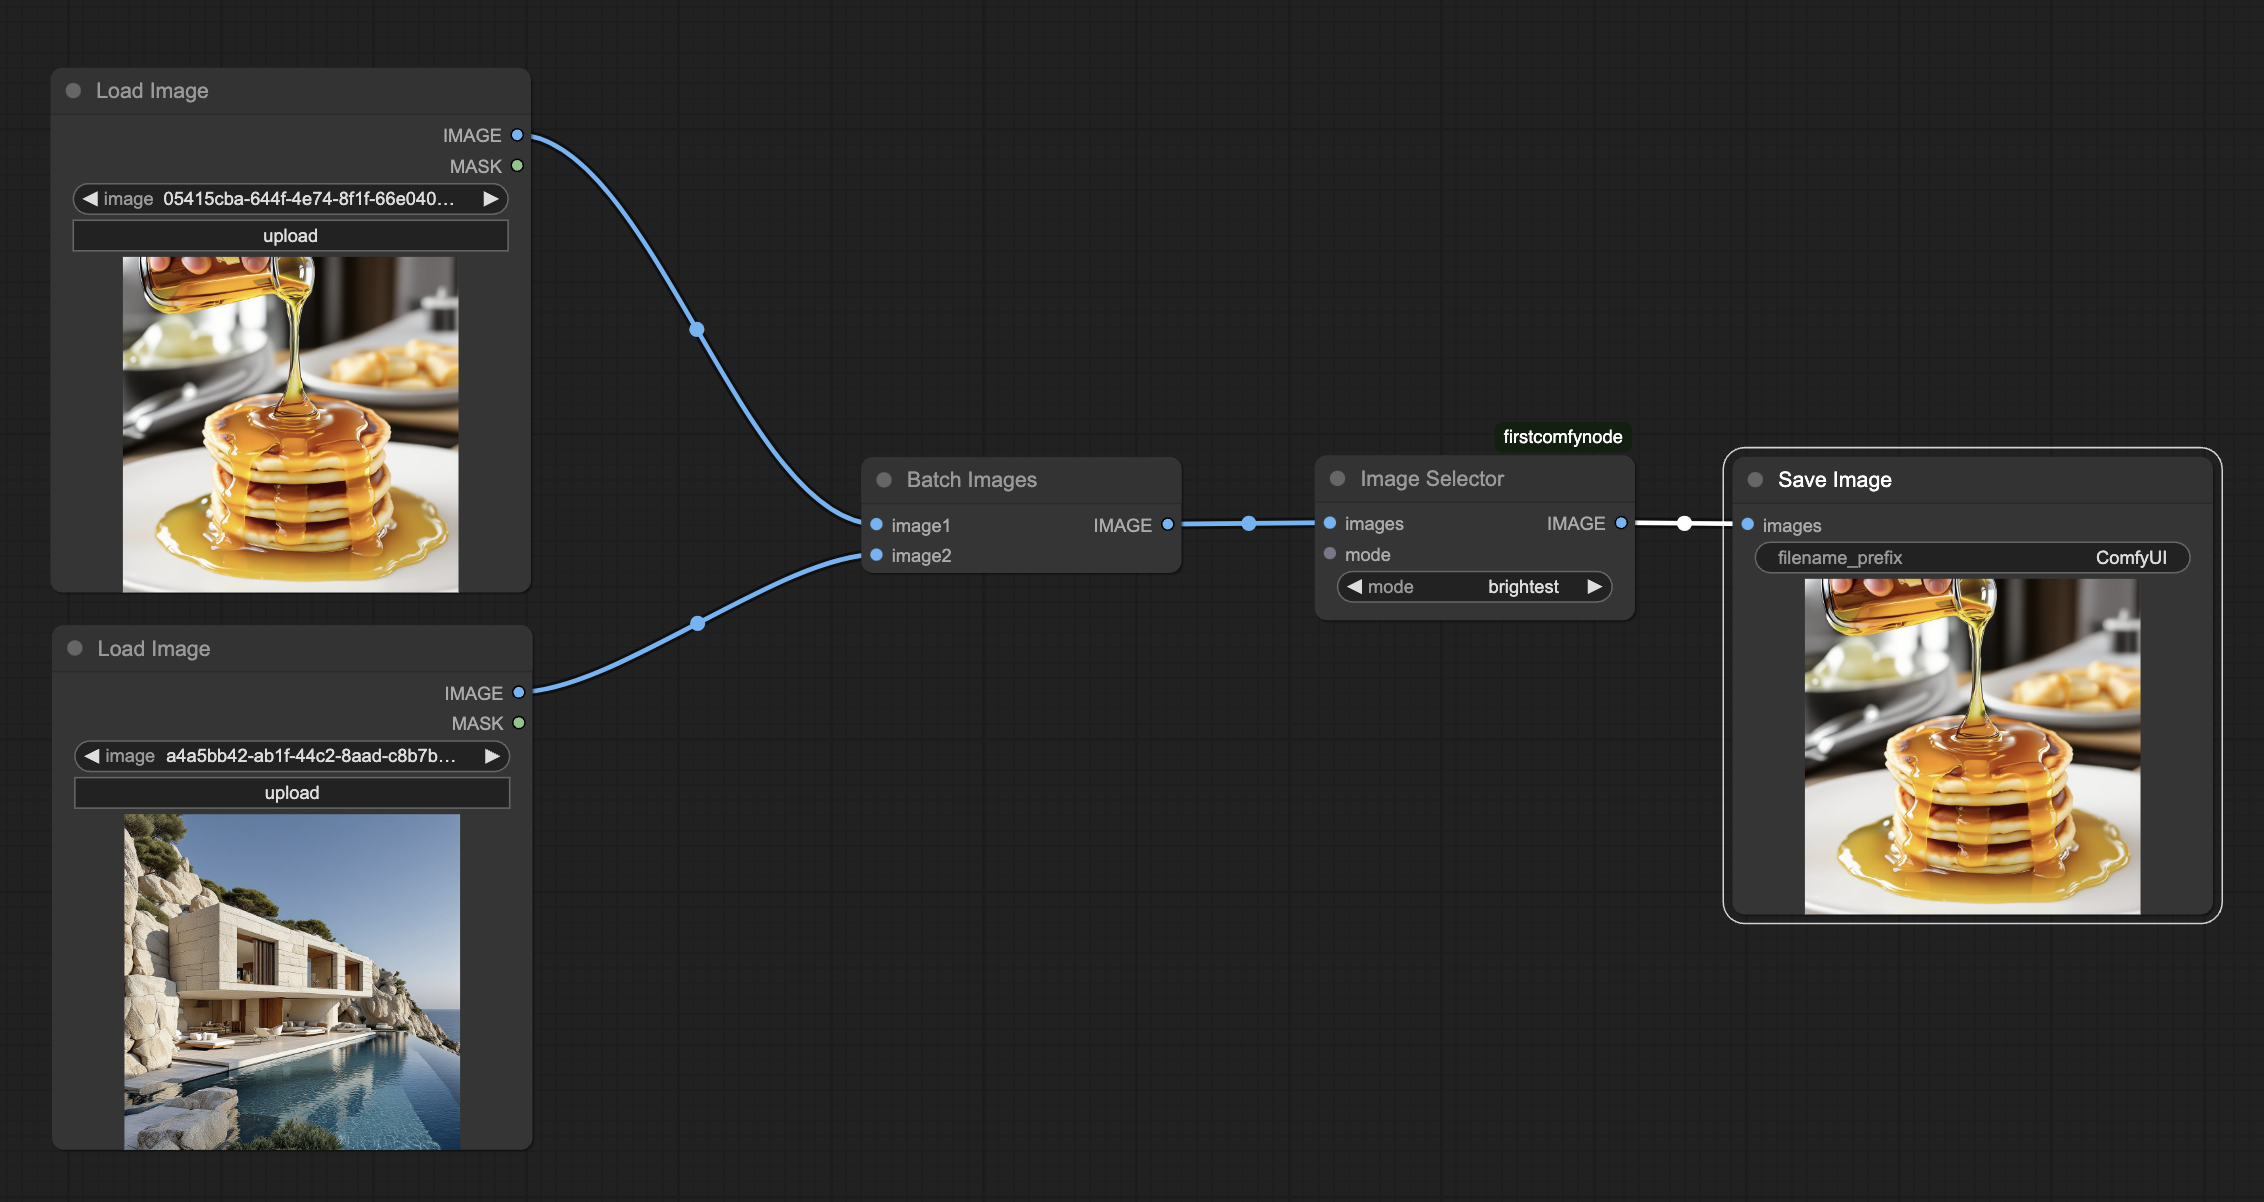 Load Image
IMAGE
MASK
image 05415cba-644f-4e74-8f1f-66e040...
upload
Load Image
IMAGE
MASK
image a4a5bb42-ab1f-44c2-8aad-c8b7b...
upload
Batch Images
image1 IMAGE
image2
firstcomfynode
Image Selector
images IMAGE
mode
mode brightest
Save Image
images
filename_prefix ComfyUI